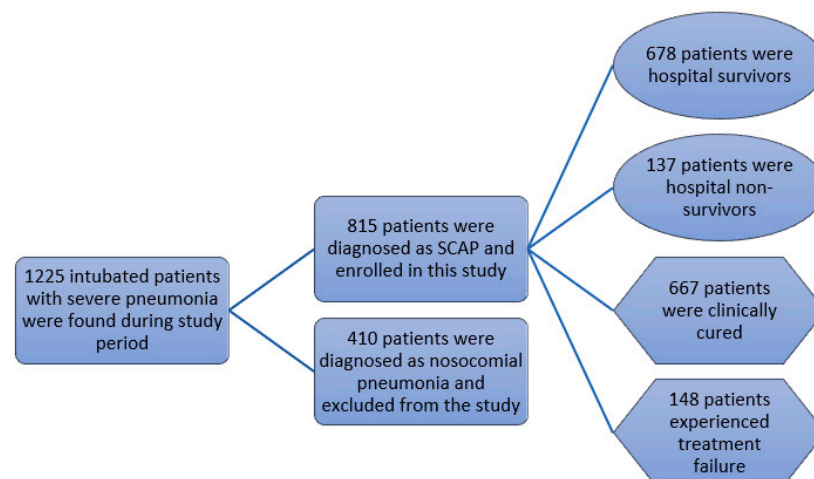 1225 intubated patients
with severe pneumonia
were found during study
period
815 patients were
diagnosed as SCAP and
enrolled in this study
410 patients were
diagnosed as nosocomial
pneumonia and
excluded from the study
678 patients were
hospital survivors
137 patients were
hospital non-
survivors
667 patients
were clinically
cured
148 patients
experienced
treatment
failure